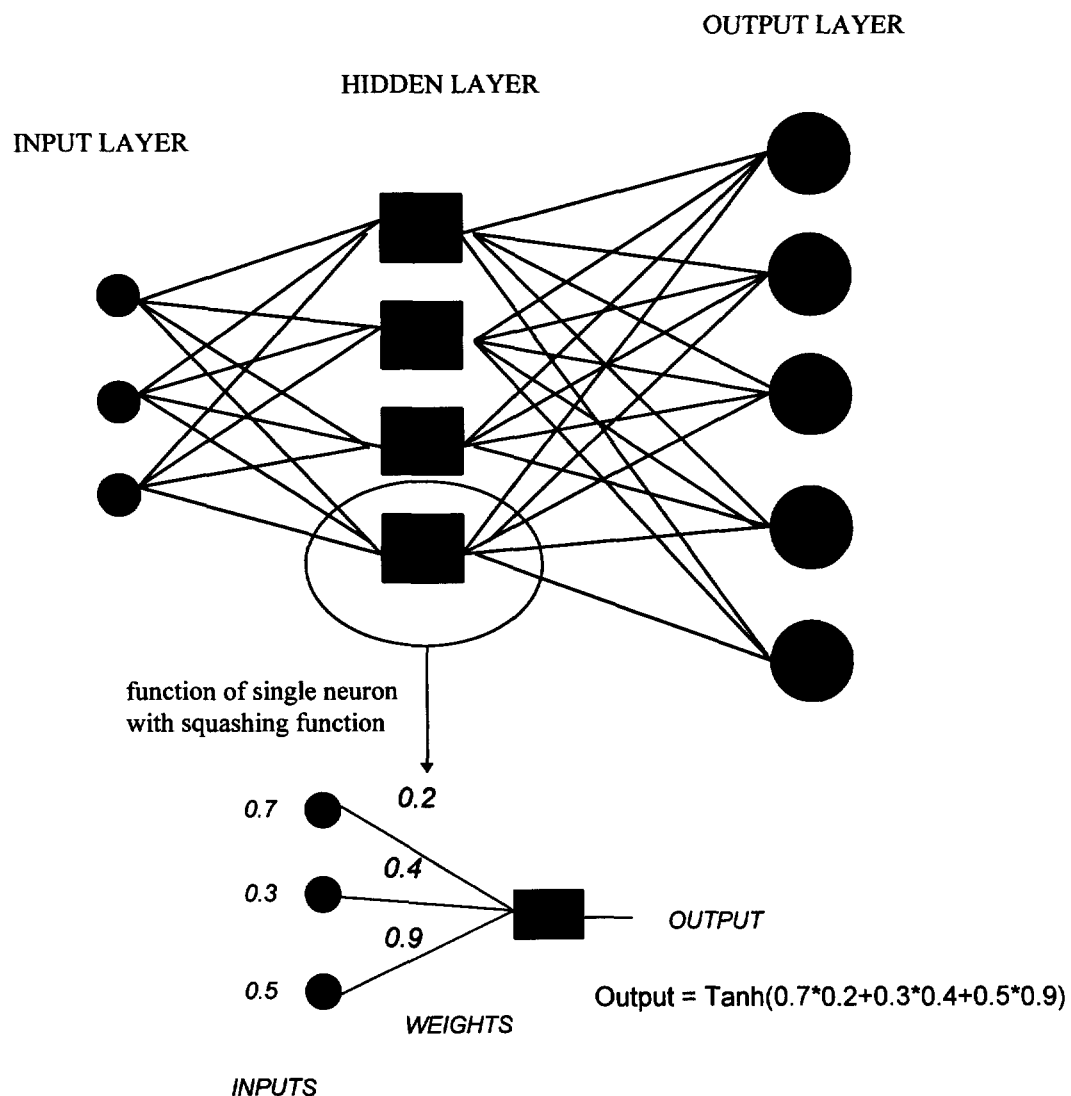 OUTPUT LAYER
HIDDEN LAYER
INPUT LAYER
function of single neuron
with squashing function
0.7
0.2
0.4
0.3
0.9
OUTPUT
0.5
Output = Tanh(0.7*0.2+0.3*0.4+0.5*0.9)
WEIGHTS
INPUTS